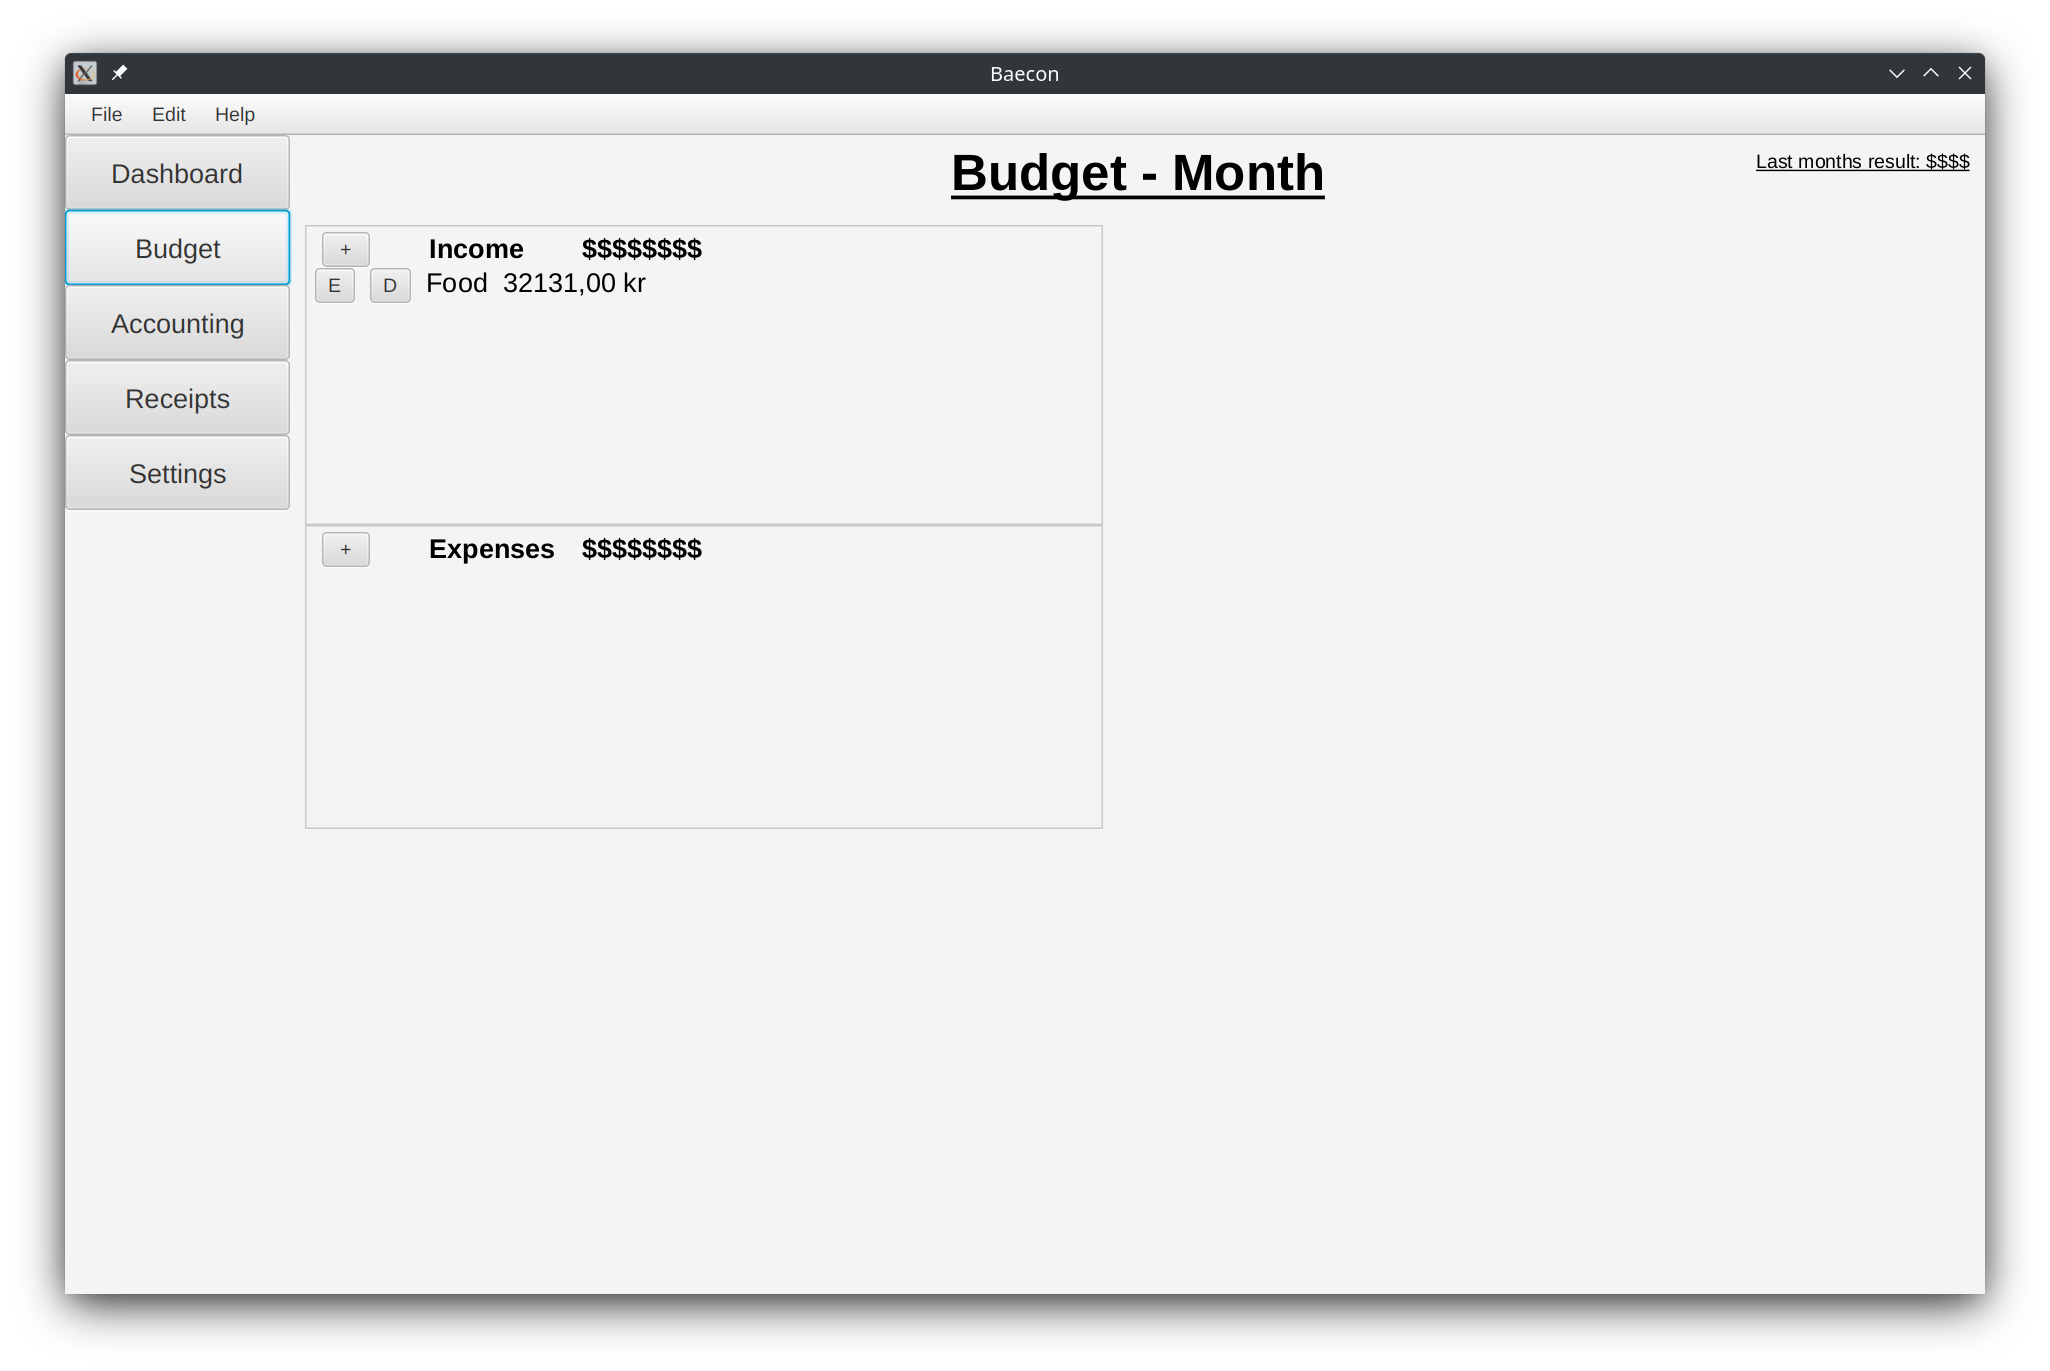 Baecon
File Edit Help
Dashboard
Budget
Accounting
Receipts
Settings
Budget - Month
Last months result: $$$$
+ Income $$$$$$$$
E D Food 32131,00 kr
+ Expenses $$$$$$$$